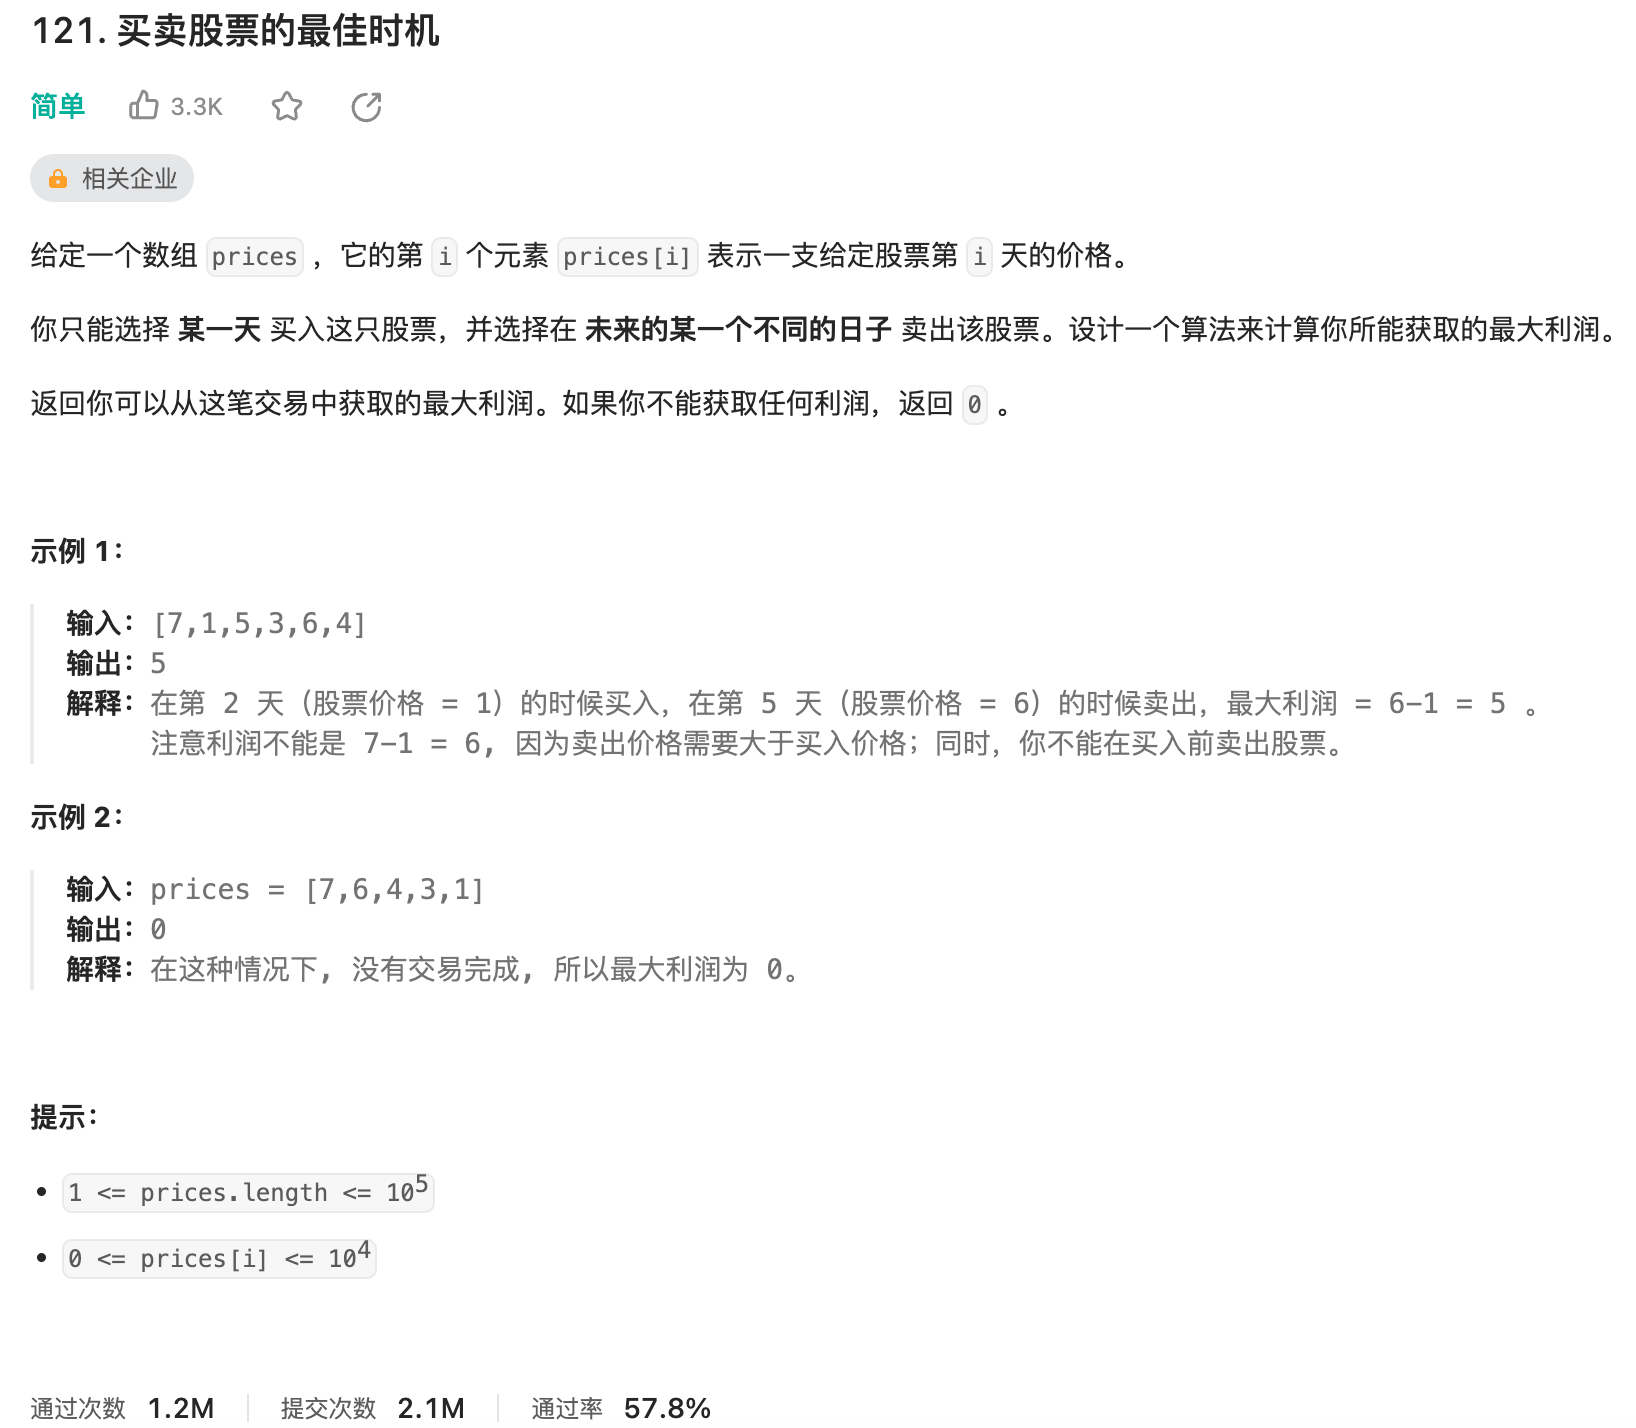 121. 买卖股票的最佳时机
简单 3.3K
相关企业
给定一个数组 prices ，它的第 i 个元素 prices[i] 表示一支给定股票第 i 天的价格。
你只能选择 某一天 买入这只股票，并选择在 未来的某一个不同的日子 卖出该股票。设计一个算法来计算你所能获取的最大利润。
返回你可以从这笔交易中获取的最大利润。如果你不能获取任何利润，返回 0 。
示例 1：
输入：[7,1,5,3,6,4]
输出：5
解释：在第 2 天（股票价格 = 1）的时候买入，在第 5 天（股票价格 = 6）的时候卖出，最大利润 = 6-1 = 5 。
注意利润不能是 7-1 = 6, 因为卖出价格需要大于买入价格；同时，你不能在买入前卖出股票。
示例 2：
输入：prices = [7,6,4,3,1]
输出：0
解释：在这种情况下, 没有交易完成, 所以最大利润为 0。
提示：
• 1 <= prices.length <= 10⁵
• 0 <= prices[i] <= 10⁴
通过次数 1.2M 提交次数 2.1M 通过率 57.8%